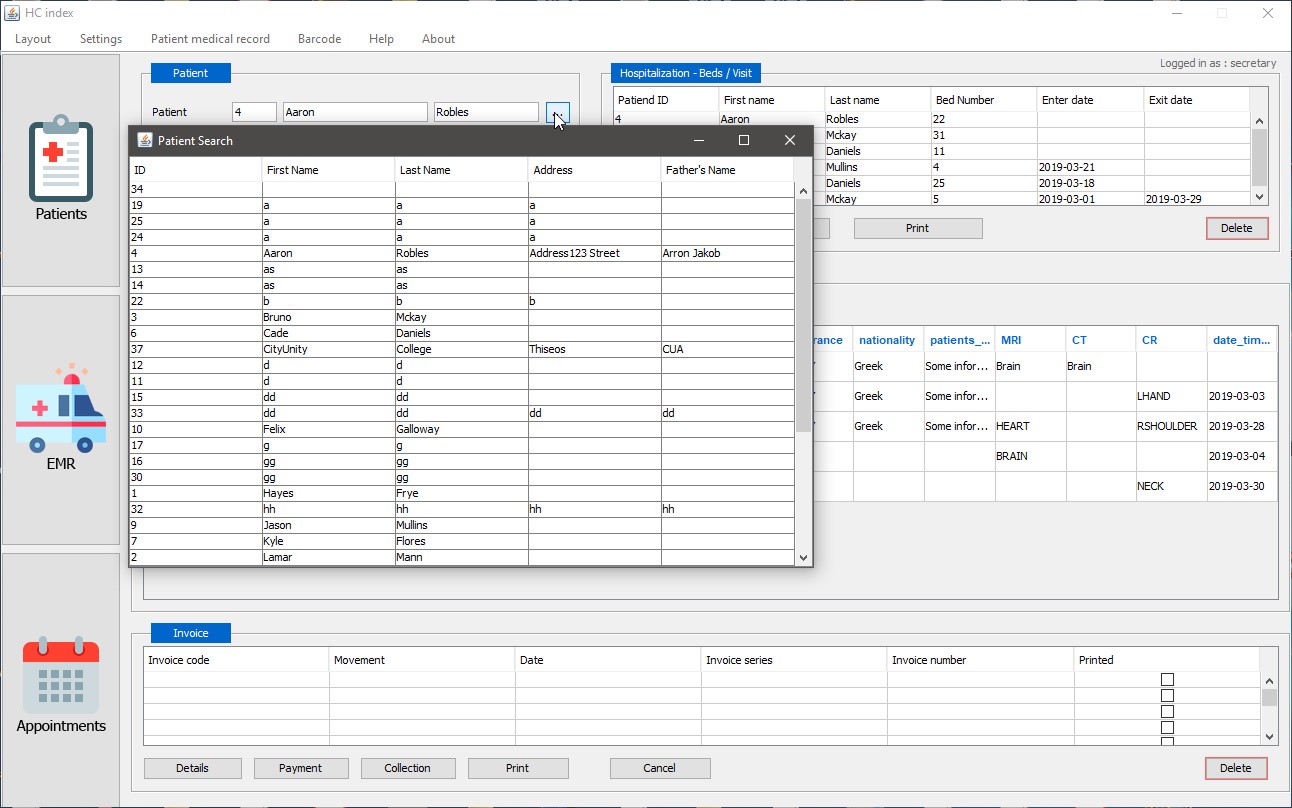 HC index
Layout Settings Patient medical record Barcode Help About
Logged in as : secretary
Patients
EMR
Appointments
Patient
Patient 4 Aaron Robles ...
Hospitalization - Beds / Visit
Patiend ID First name Last name Bed Number Enter date Exit date
4 Aaron Robles 22
Mckay 31
Daniels 11
Mullins 4 2019-03-21
Daniels 25 2019-03-18
Mckay 5 2019-03-01 2019-03-29
Print Delete
Patient Search
ID First Name Last Name Address Father's Name
34
19 a a a
25 a a a
24 a a a
4 Aaron Robles Address123 Street Arron Jakob
13 as as
14 as as
22 b b b
3 Bruno Mckay
6 Cade Daniels
37 CityUnity College Thiseos CUA
12 d d
11 d d
15 dd dd
33 dd dd dd dd
10 Felix Galloway
17 g g
16 gg gg
30 gg gg
1 Hayes Frye
32 hh hh hh hh
9 Jason Mullins
7 Kyle Flores
2 Lamar Mann
rance nationality patients_... MRI CT CR date_tim...
Greek Some infor... Brain Brain
Greek Some infor... LHAND 2019-03-03
Greek Some infor... HEART RSHOULDER 2019-03-28
BRAIN 2019-03-04
NECK 2019-03-30
Invoice
Invoice code Movement Date Invoice series Invoice number Printed
Details Payment Collection Print Cancel Delete